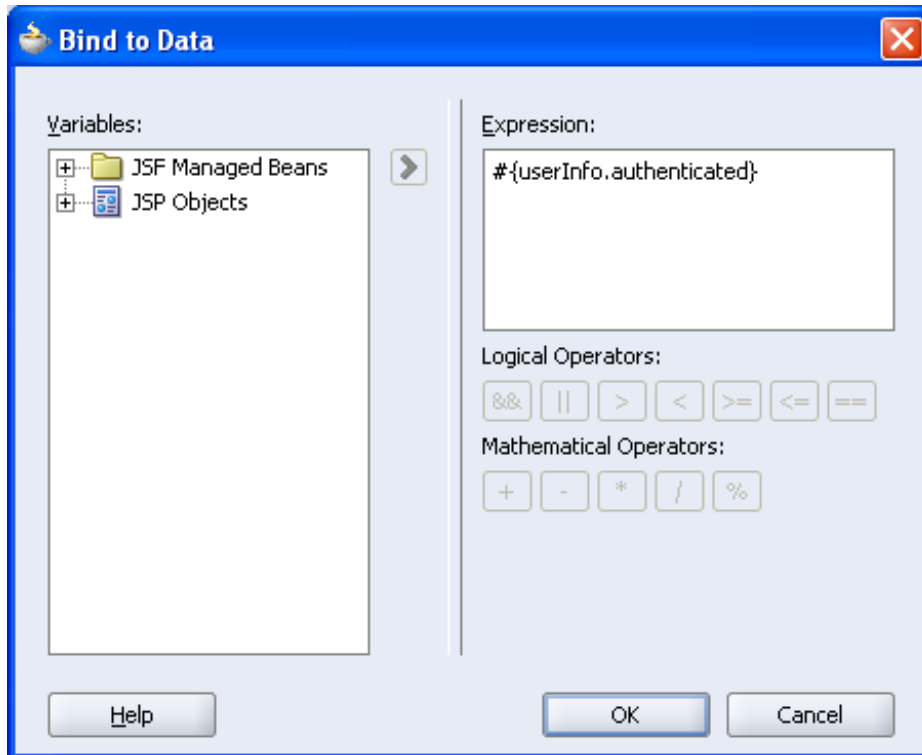 Bind to Data
Variables:
JSF Managed Beans
JSP Objects
Expression:
#{userInfo.authenticated}
Logical Operators:
&& || > < >= <= ==
Mathematical Operators:
+ - * / %
Help
OK
Cancel